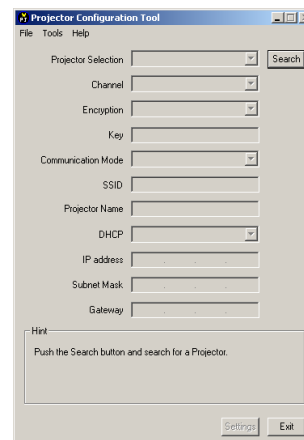 Projector Configuration Tool
File Tools Help
Projector Selection Search
Channel
Encryption
Key
Communication Mode
SSID
Projector Name
DHCP
IP address . . .
Subnet Mask . . .
Gateway . . .
Hint
Push the Search button and search for a Projector.
Settings Exit